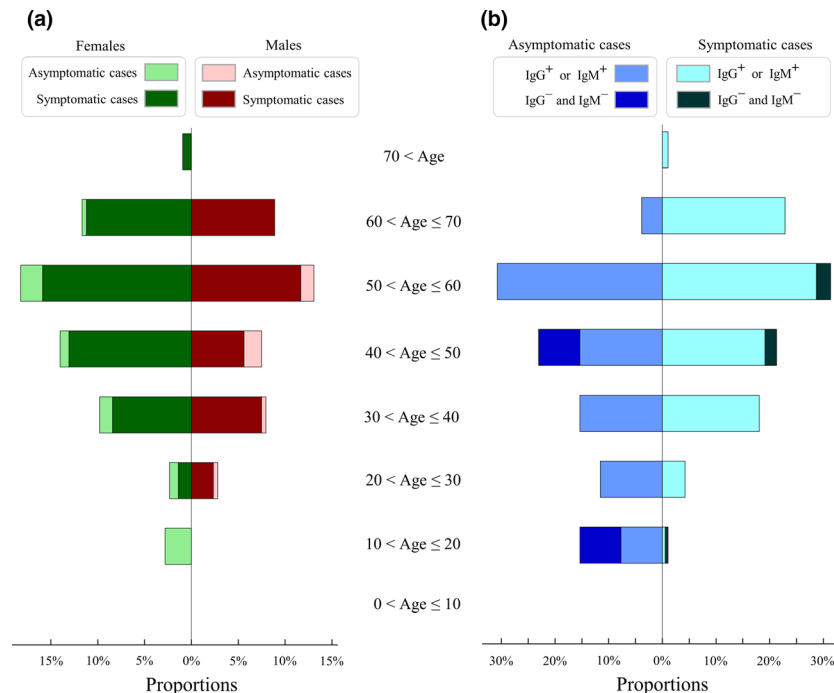 (a)
(b)
Females
Males
Asymptomatic cases
Asymptomatic cases
Symptomatic cases
Symptomatic cases
Asymptomatic cases
Symptomatic cases
IgG⁺ or IgM⁺
IgG⁺ or IgM⁺
IgG⁻ and IgM⁻
IgG⁻ and IgM⁻
70 < Age
60 < Age ≤ 70
50 < Age ≤ 60
40 < Age ≤ 50
30 < Age ≤ 40
20 < Age ≤ 30
10 < Age ≤ 20
0 < Age ≤ 10
15% 10% 5% 0% 5% 10% 15%
Proportions
30% 20% 10% 0% 10% 20% 30%
Proportions